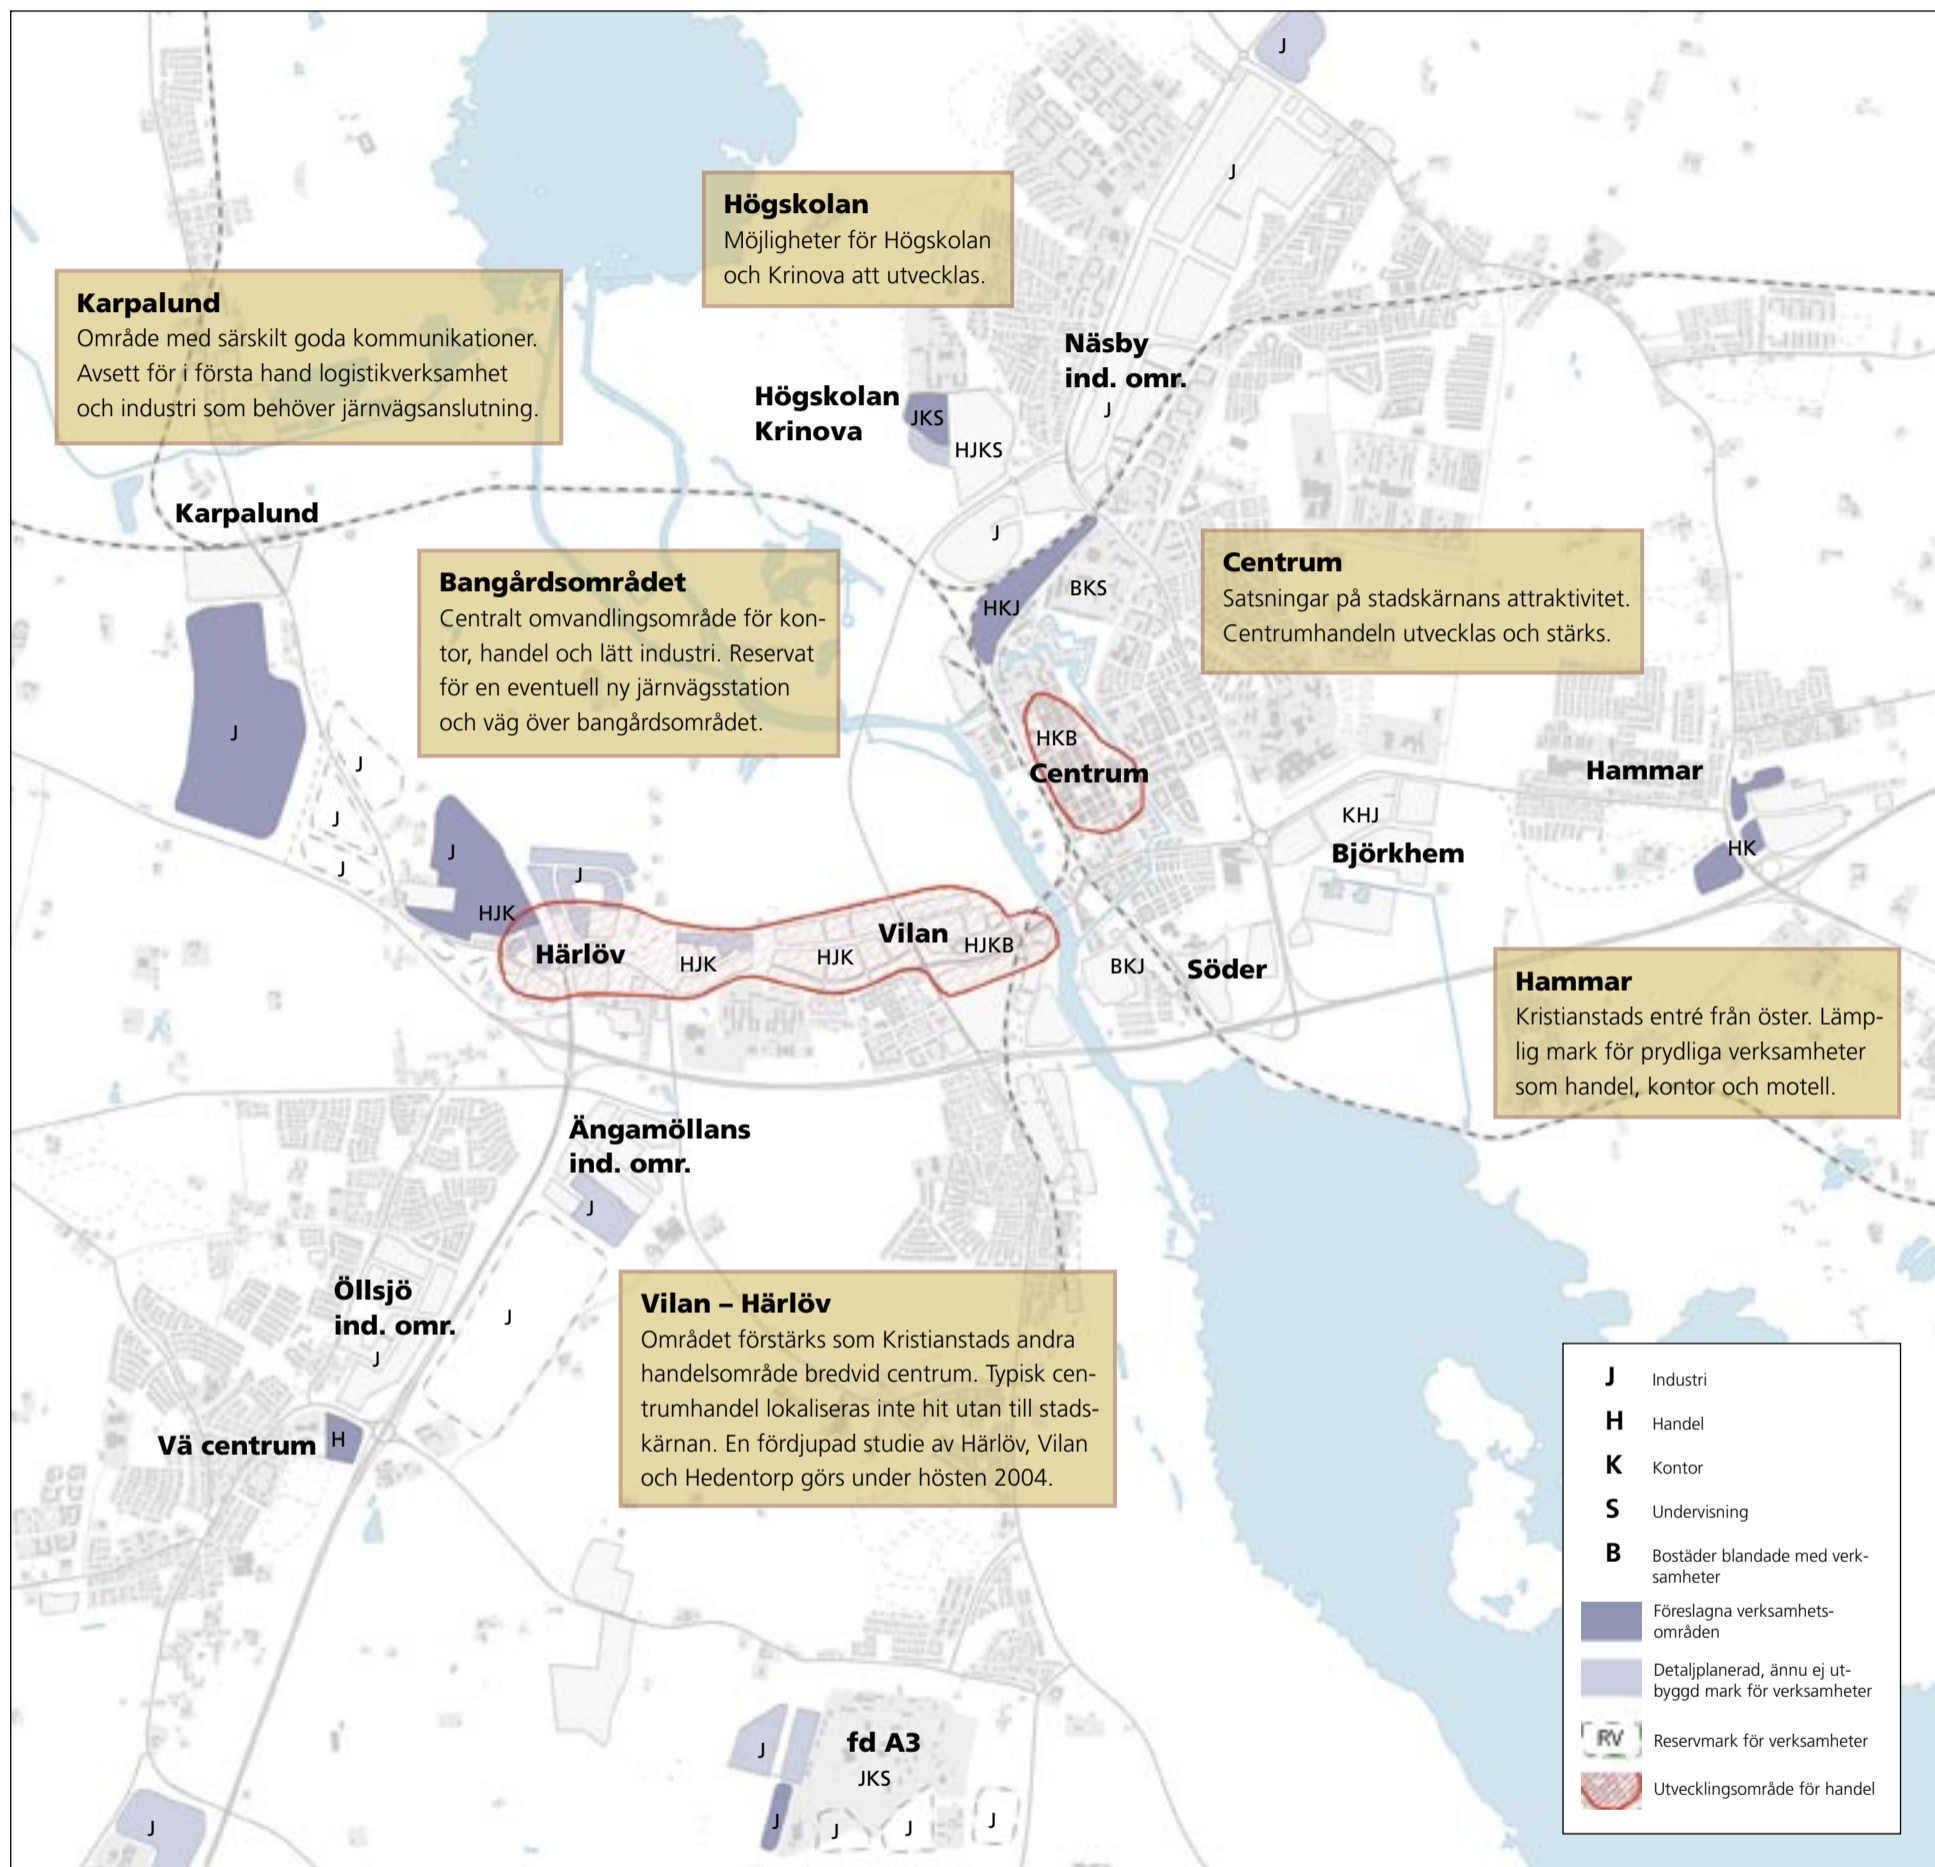 J
J
Högskolan
Möjligheter för Högskolan
och Krinova att utvecklas.
Karpalund
Område med särskilt goda kommunikationer.
Avsett för i första hand logistikverksamhet
och industri som behöver järnvägsanslutning.
Näsby
ind. omr.
J
Högskolan
Krinova
JKS
HJKS
Karpalund
J
Bangårdsområdet
Centralt omvandlingsområde för kon-
tor, handel och lätt industri. Reservat
för en eventuell ny järnvägsstation
och väg över bangårdsområdet.
HKJ
BKS
Centrum
Satsningar på stadskärnans attraktivitet.
Centrumhandeln utvecklas och stärks.
J
J
J
J
HKB
Centrum
Hammar
KHJ
Björkhem
HK
J
J
HJK
Härlöv
HJK
HJK
Vilan
HJKB
BKJ
Söder
Hammar
Kristianstads entré från öster. Lämp-
lig mark för prydliga verksamheter
som handel, kontor och motell.
Ängamöllans
ind. omr.
J
Öllsjö
ind. omr.
J
J
Vä centrum
H
Vilan – Härlöv
Området förstärks som Kristianstads andra
handelsområde bredvid centrum. Typisk cen-
trumhandel lokaliseras inte hit utan till stads-
kärnan. En fördjupad studie av Härlöv, Vilan
och Hedentorp görs under hösten 2004.
fd A3
JKS
J
J
J
J
J
J
J Industri
H Handel
K Kontor
S Undervisning
B Bostäder blandade med verk-
samheter
Föreslagna verksamhets-
områden
Detaljplanerad, ännu ej ut-
byggd mark för verksamheter
RV Reservmark för verksamheter
Utvecklingsområde för handel